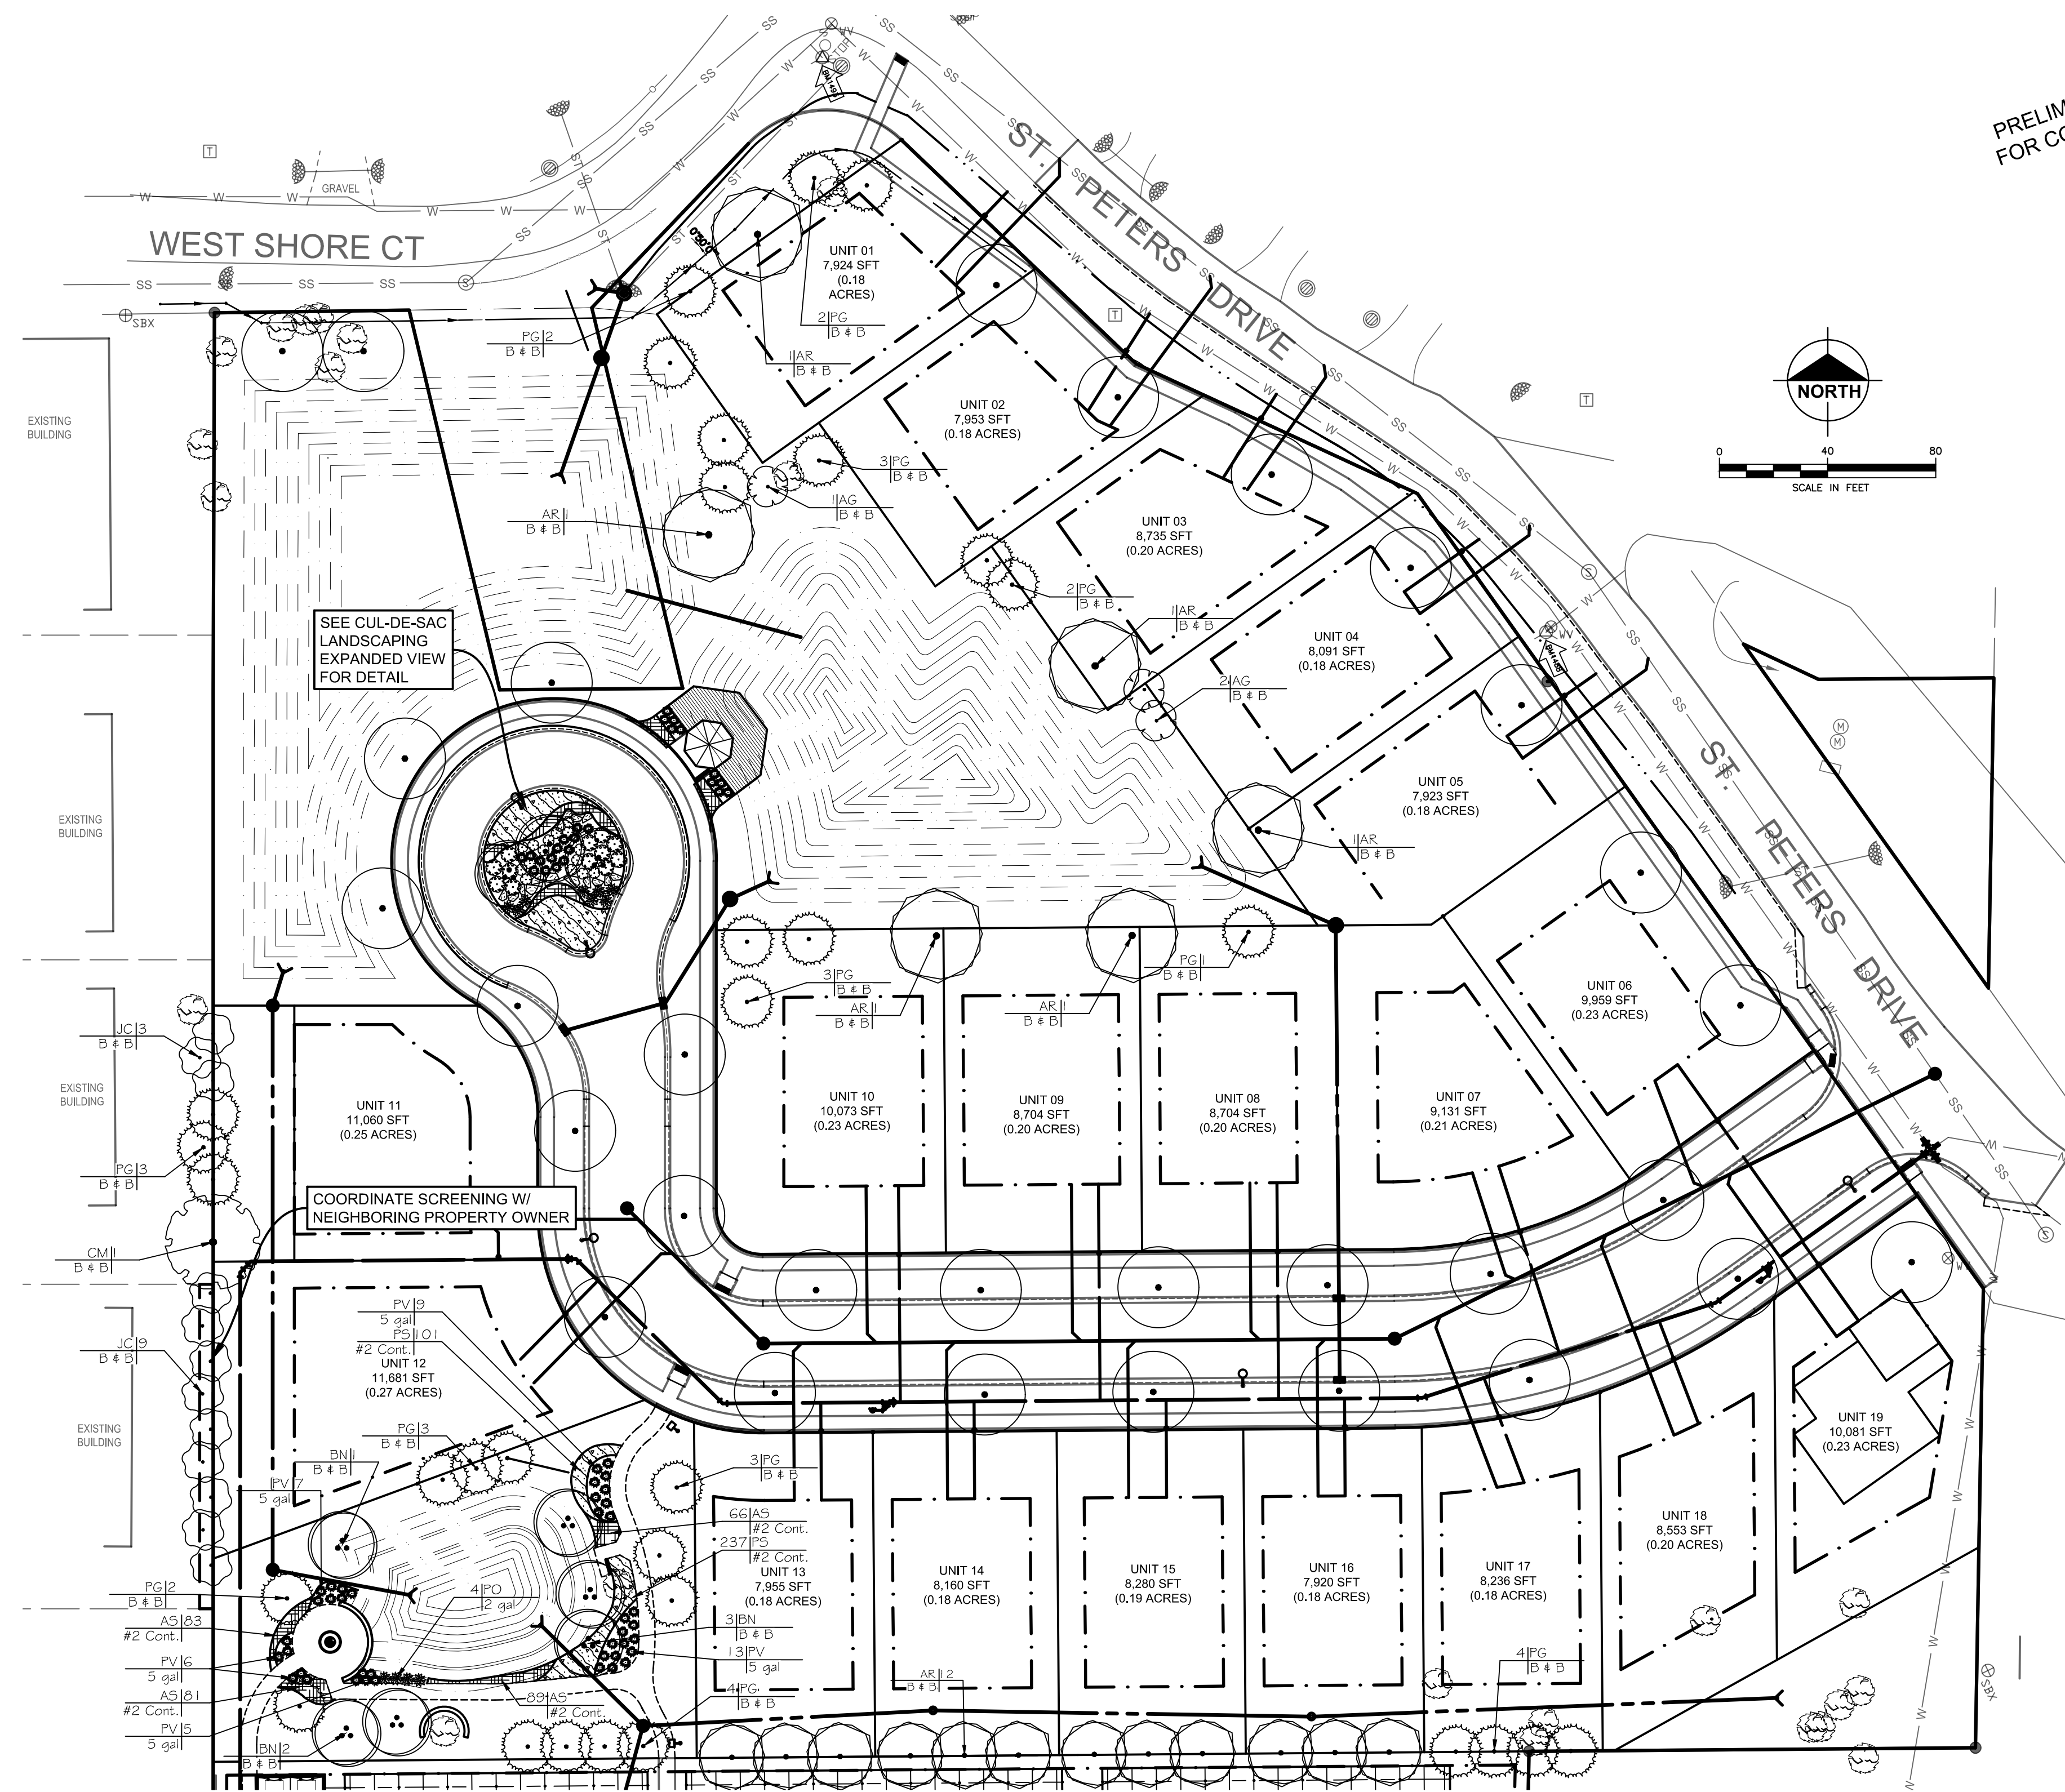 WEST SHORE CT
GRAVEL
ST. PETERS DRIVE
ST. PETERS DRIVE
PRELIM
FOR CO
NORTH
0 40 80
SCALE IN FEET
SBX
WV
EXISTING
BUILDING
EXISTING
BUILDING
EXISTING
BUILDING
EXISTING
BUILDING
SEE CUL-DE-SAC
LANDSCAPING
EXPANDED VIEW
FOR DETAIL
COORDINATE SCREENING W/
NEIGHBORING PROPERTY OWNER
UNIT 01
7,924 SFT
(0.18
ACRES)
2 PG
B & B
1 AR
B & B
PG 2
B & B
UNIT 02
7,953 SFT
(0.18 ACRES)
3 PG
B & B
1 AG
B & B
AR 1
B & B
UNIT 03
8,735 SFT
(0.20 ACRES)
2 PG
B & B
1 AR
B & B
UNIT 04
8,091 SFT
(0.18 ACRES)
2 AG
B & B
WV
UNIT 05
7,923 SFT
(0.18 ACRES)
1 AR
B & B
UNIT 06
9,959 SFT
(0.23 ACRES)
UNIT 07
9,131 SFT
(0.21 ACRES)
PG 1
B & B
AR 1
B & B
UNIT 08
8,704 SFT
(0.20 ACRES)
UNIT 09
8,704 SFT
(0.20 ACRES)
3 PG
B & B
AR 1
B & B
UNIT 10
10,073 SFT
(0.23 ACRES)
UNIT 11
11,060 SFT
(0.25 ACRES)
JC 3
B & B
PG 3
B & B
CM 1
B & B
JC 9
B & B
PV 9
5 gal
PS 101
#2 Cont.
UNIT 12
11,681 SFT
(0.27 ACRES)
PG 3
B & B
BN 1
B & B
PV 7
5 gal
PG 2
B & B
AS 83
#2 Cont.
PV 6
5 gal
AS 81
#2 Cont.
PV 5
5 gal
BN 2
B & B
4 PO
2 gal
89 AS
#2 Cont.
3 PG
B & B
66 AS
#2 Cont.
237 PS
#2 Cont.
UNIT 13
7,955 SFT
(0.18 ACRES)
3 BN
B & B
13 PV
5 gal
4 PG
B & B
UNIT 14
8,160 SFT
(0.18 ACRES)
AR 12
B & B
UNIT 15
8,280 SFT
(0.19 ACRES)
UNIT 16
7,920 SFT
(0.18 ACRES)
UNIT 17
8,236 SFT
(0.18 ACRES)
4 PG
B & B
UNIT 18
8,553 SFT
(0.20 ACRES)
UNIT 19
10,081 SFT
(0.23 ACRES)
SBX